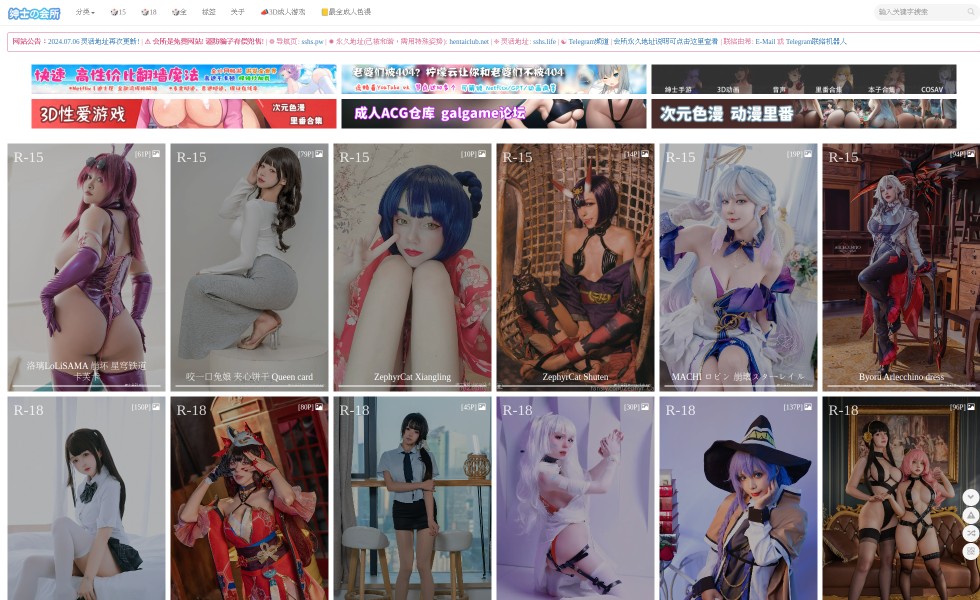 绅士の会所
分类 15 18 全 标签 关于 3D成人游戏 最全成人色漫 输入关键字搜索
网站公告：2024.07.06 灵活地址再次更新! | ⚠ 会所是免费网站! 谨防骗子有偿出售! | 导航页: sshs.pw | 永久地址(已被和谐，需用特殊姿势): hentaiclub.net | 灵活地址: sshs.life | Telegram频道 | 会所永久地址说明可点击这里查看 | 联络由希: E-Mail 或 Telegram联络机器人
快速 高性价比翻墙魔法
老婆们被404? 柠檬云让你和老婆们不被404
绅士手游 3D动画 音声 里番合集 本子合集 COSAV
3D性爱游戏 次元色漫
里番合集
成人ACG仓库 galgame论坛
次元色漫 动漫里番
R-15 [61P]
洛璃LoLiSAMA 崩坏 星穹铁道
卡芙卡
R-15 [79P]
咬一口兔娘 夹心饼干 Queen card
R-15 [10P]
ZephyrCat Xiangling
R-15 [14P]
ZephyrCat Shuten
R-15 [19P]
MACHI ロビン 崩壊スターレイル
R-15 [94P]
Byoru Arlecchino dress
R-18 [150P]
R-18 [80P]
R-18 [45P]
R-18 [30P]
R-18 [137P]
R-18 [96P]